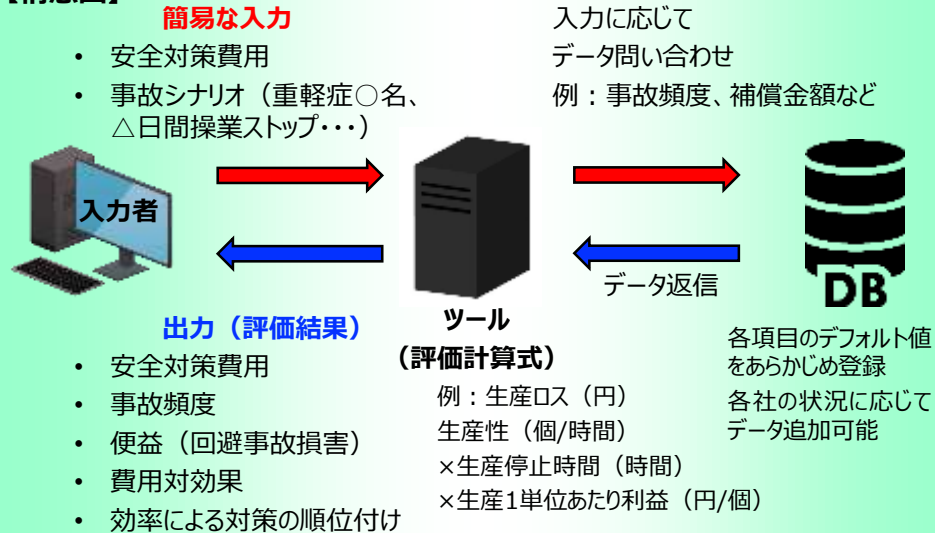 簡易な入力
• 安全対策費用
• 事故シナリオ（重軽症○名、
△日間操業ストップ・・・）
入力に応じて
データ問い合わせ
例：事故頻度、補償金額など
入力者
データ返信
DB
出力（評価結果）
• 安全対策費用
• 事故頻度
• 便益（回避事故損害）
• 費用対効果
• 効率による対策の順位付け
ツール
（評価計算式）
例：生産ロス（円）
生産性（個/時間）
×生産停止時間（時間）
×生産1単位あたり利益（円/個）
各項目のデフォルト値
をあらかじめ登録
各社の状況に応じて
データ追加可能